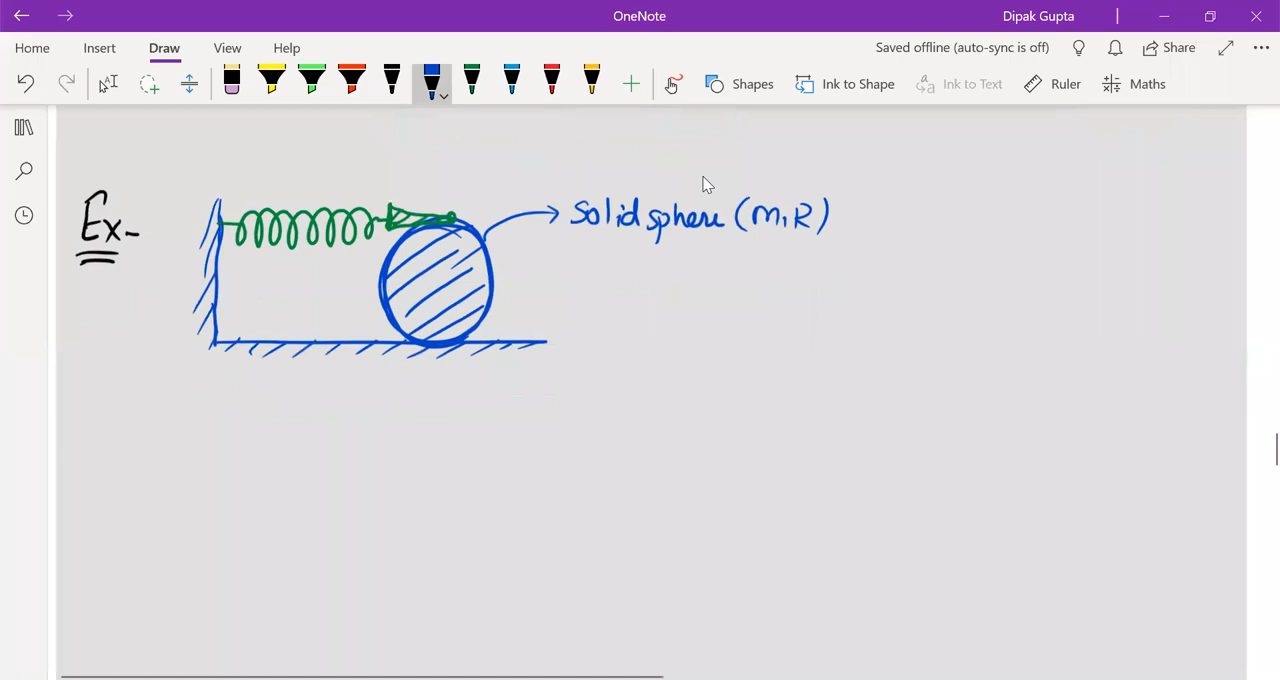 OneNote
Dipak Gupta
Home Insert Draw View Help
Saved offline (auto-sync is off)
Share
Shapes
Ink to Shape
Ink to Text
Ruler
Maths
Ex-
Solid sphere (m, R)